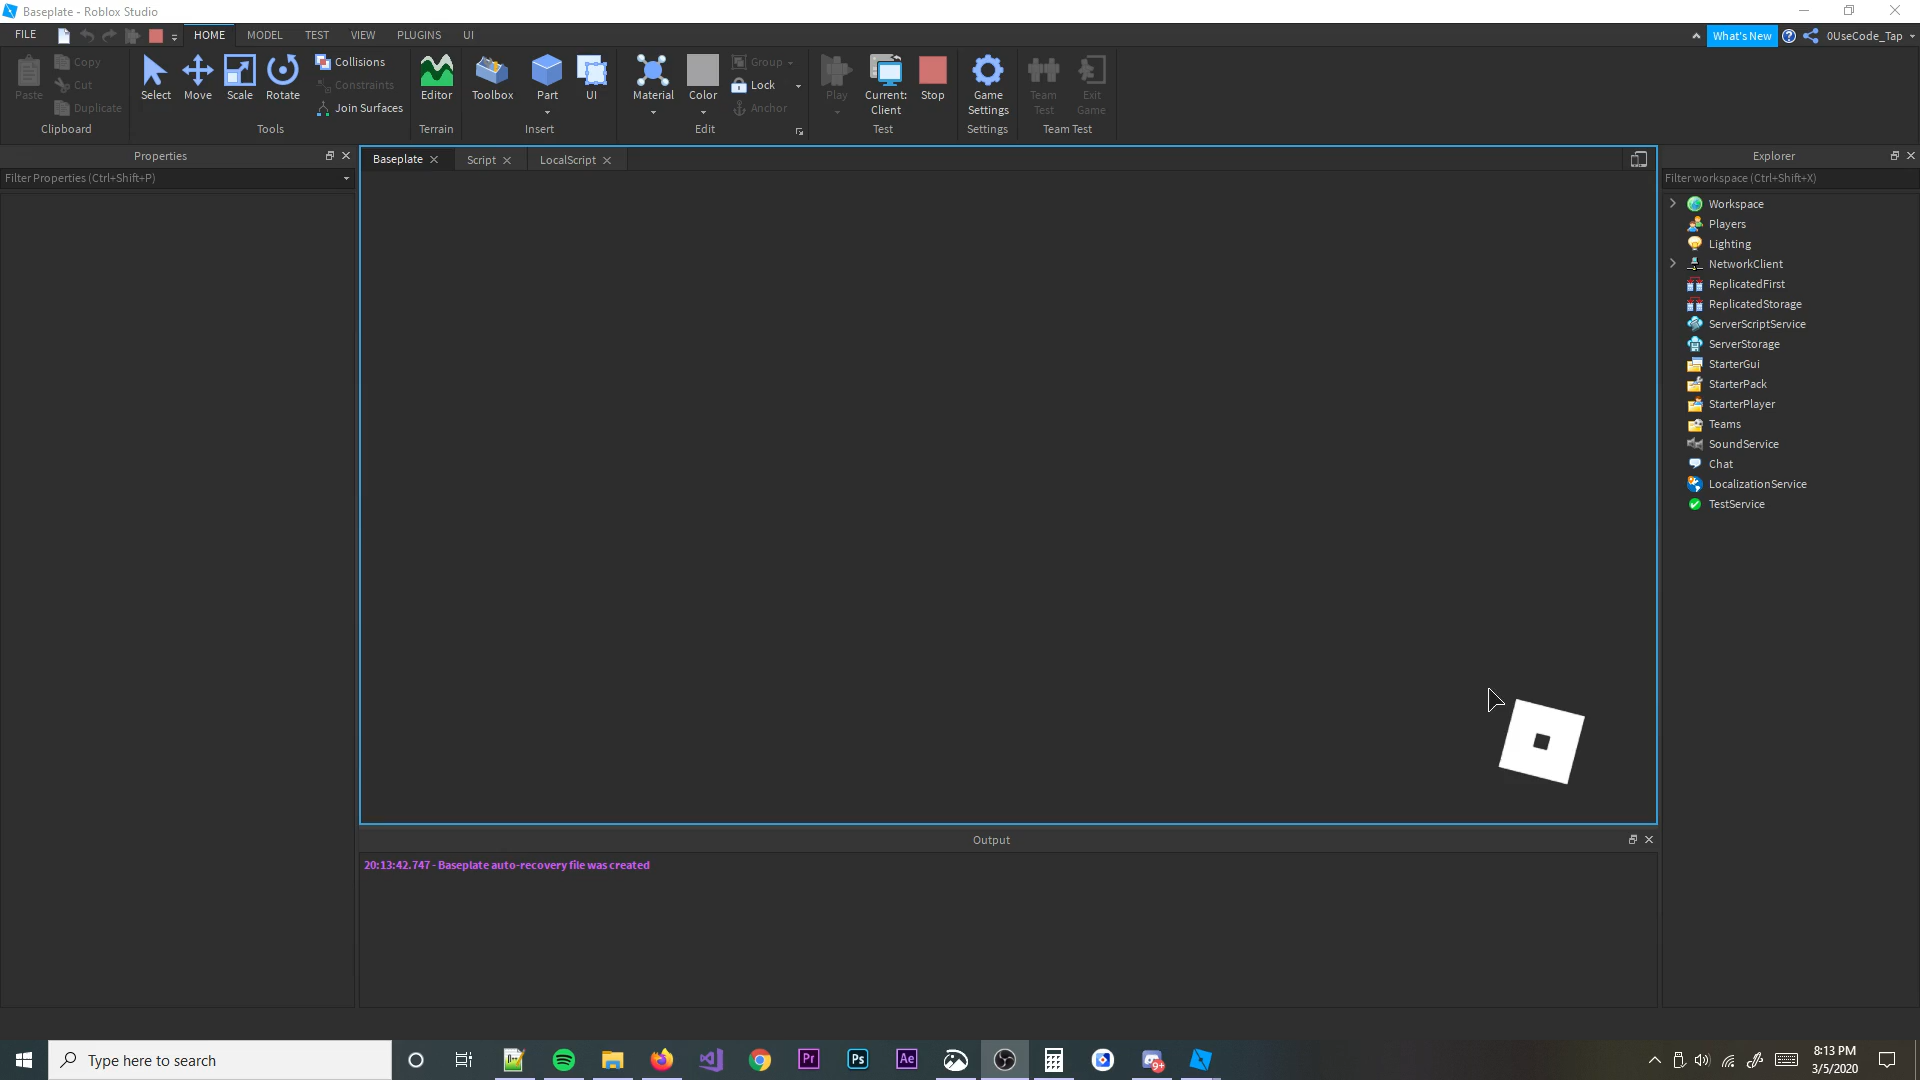 Baseplate - Roblox Studio
FILE HOME MODEL TEST VIEW PLUGINS UI What's New 0UseCode_Tap
Paste Copy Cut Duplicate Clipboard
Select Move Scale Rotate Collisions Constraints Join Surfaces Tools
Editor Terrain
Toolbox Part UI Insert
Material Color Group Lock Anchor Edit
Play Current: Client Stop Test
Game Settings Settings
Team Test Exit Game Team Test
Properties
Filter Properties (Ctrl+Shift+P)
Baseplate Script LocalScript
Explorer
Filter workspace (Ctrl+Shift+X)
Workspace
Players
Lighting
NetworkClient
ReplicatedFirst
ReplicatedStorage
ServerScriptService
ServerStorage
StarterGui
StarterPack
StarterPlayer
Teams
SoundService
Chat
LocalizationService
TestService
Output
20:13:42.747 - Baseplate auto-recovery file was created
Type here to search
Pr Ps Ae
9+
8:13 PM
3/5/2020